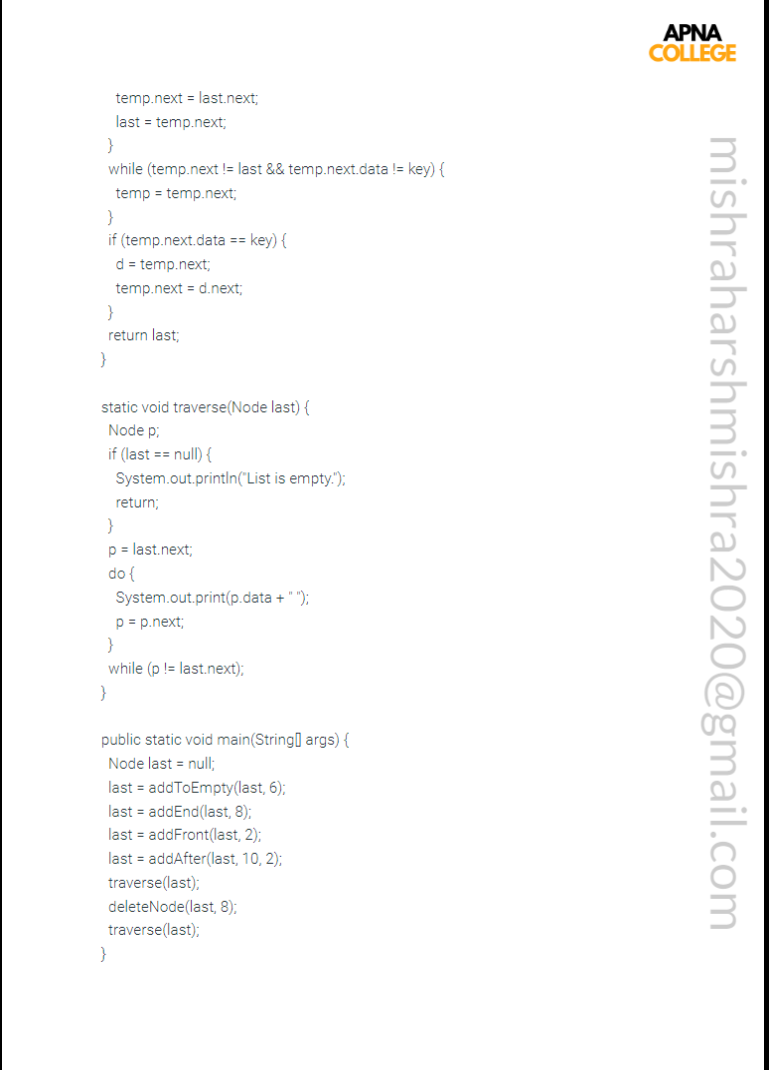 APNA
COLLEGE
temp.next = last.next;
last = temp.next;
}
while (temp.next != last && temp.next.data != key) {
temp = temp.next;
}
if (temp.next.data == key) {
d = temp.next;
temp.next = d.next;
}
return last;
}
static void traverse(Node last) {
Node p;
if (last == null) {
System.out.println("List is empty.");
return;
}
p = last.next;
do {
System.out.print(p.data + " ");
p = p.next;
}
while (p != last.next);
}
public static void main(String[] args) {
Node last = null;
last = addToEmpty(last, 6);
last = addEnd(last, 8);
last = addFront(last, 2);
last = addAfter(last, 10, 2);
traverse(last);
deleteNode(last, 8);
traverse(last);
}
mishraharshmishra2020@gmail.com